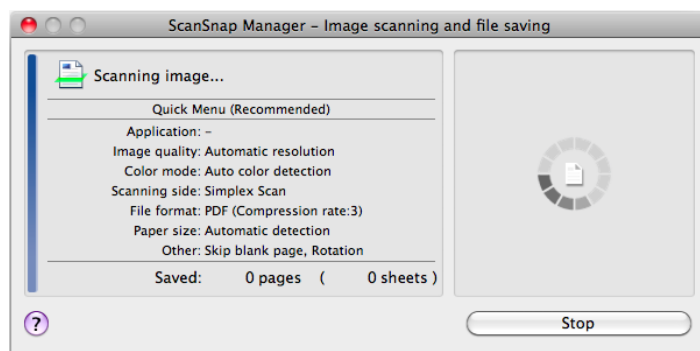 ScanSnap Manager – Image scanning and file saving
Scanning image...
Quick Menu (Recommended)
Application: –
Image quality: Automatic resolution
Color mode: Auto color detection
Scanning side: Simplex Scan
File format: PDF (Compression rate:3)
Paper size: Automatic detection
Other: Skip blank page, Rotation
Saved: 0 pages ( 0 sheets )
?
Stop